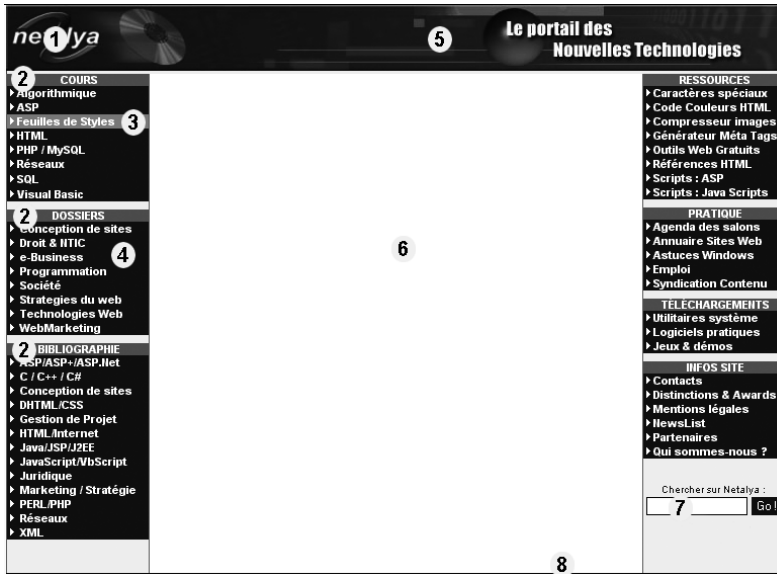 netalya
1
5
Le portail des
Nouvelles Technologies
2
COURS
Algorithmique
ASP
Feuilles de Styles
3
HTML
PHP / MySQL
Réseaux
SQL
Visual Basic
2
DOSSIERS
Conception de sites
Droit & NTIC
e-Business
4
Programmation
Société
Strategies du web
Technologies Web
WebMarketing
2
BIBLIOGRAPHIE
ASP/ASP+/ASP.Net
C / C++ / C#
Conception de sites
DHTML/CSS
Gestion de Projet
HTML/Internet
Java/JSP/J2EE
JavaScript/VbScript
Juridique
Marketing / Stratégie
PERL/PHP
Réseaux
XML
6
RESSOURCES
Caractères spéciaux
Code Couleurs HTML
Compresseur images
Générateur Méta Tags
Outils Web Gratuits
Références HTML
Scripts : ASP
Scripts : Java Scripts
PRATIQUE
Agenda des salons
Annuaire Sites Web
Astuces Windows
Emploi
Syndication Contenu
TÉLÉCHARGEMENTS
Utilitaires système
Logiciels pratiques
Jeux & démos
INFOS SITE
Contacts
Distinctions & Awards
Mentions légales
NewsList
Partenaires
Qui sommes-nous ?
Chercher sur Netalya :
7
Go !
8